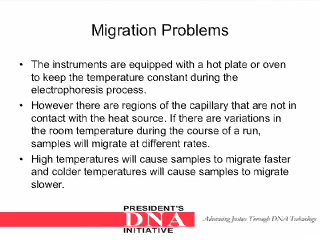 Migration Problems
• The instruments are equipped with a hot plate or oven
to keep the temperature constant during the
electrophoresis process.
• However there are regions of the capillary that are not in
contact with the heat source. If there are variations in
the room temperature during the course of a run,
samples will migrate at different rates.
• High temperatures will cause samples to migrate faster
and colder temperatures will cause samples to migrate
slower.
PRESIDENT'S
DNA
INITIATIVE
Advancing Justice Through DNA Technology